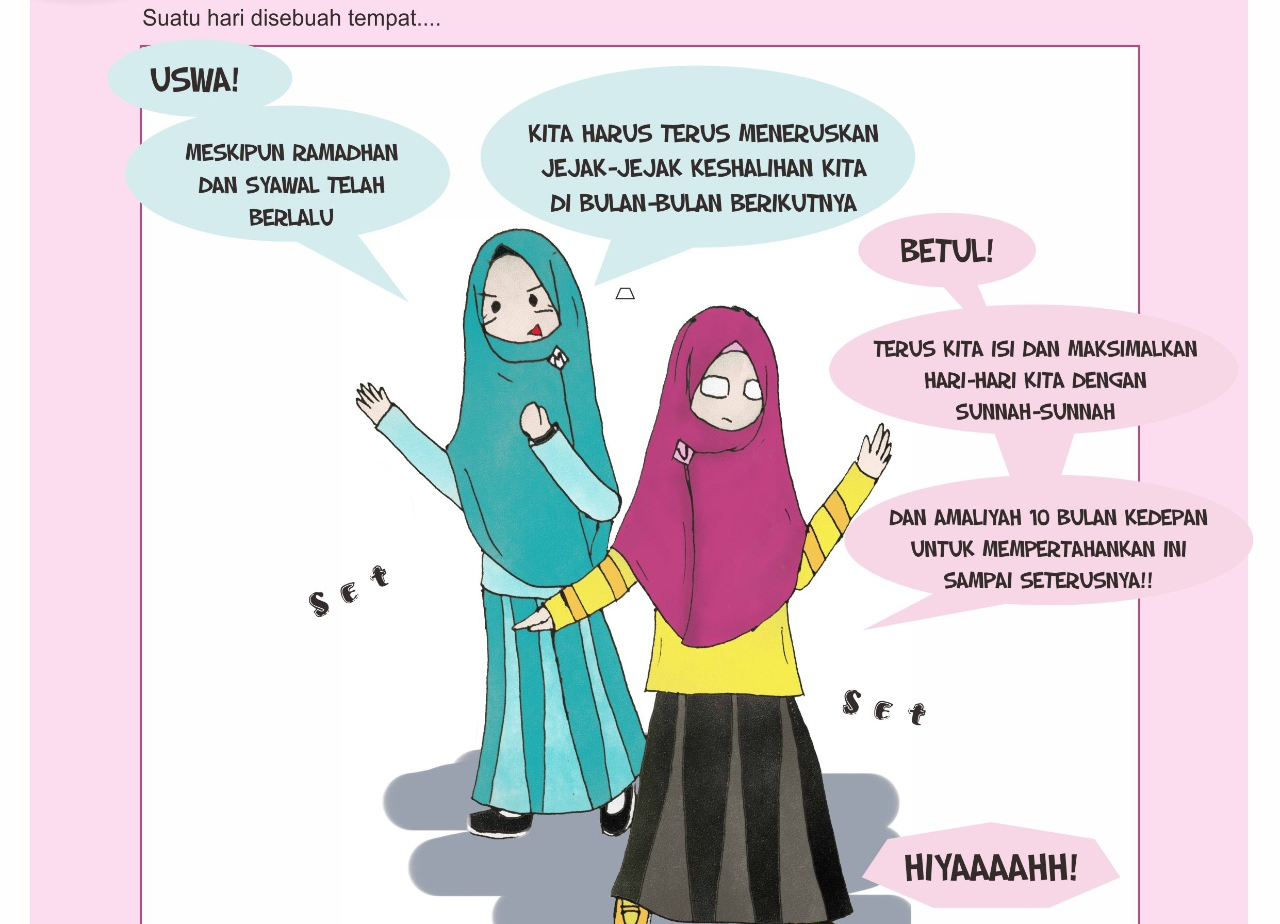 Suatu hari disebuah tempat....
USWA!
MESKIPUN RAMADHAN
DAN SYAWAL TELAH
BERLALU
KITA HARUS TERUS MENERUSKAN
JEJAK-JEJAK KESHALIHAN KITA
DI BULAN-BULAN BERIKUTNYA
BETUL!
TERUS KITA ISI DAN MAKSIMALKAN
HARI-HARI KITA DENGAN
SUNNAH-SUNNAH
DAN AMALIYAH 10 BULAN KEDEPAN
UNTUK MEMPERTAHANKAN INI
SAMPAI SETERUSNYA!!
M
U
Set
Set
HIYAAAAHH!